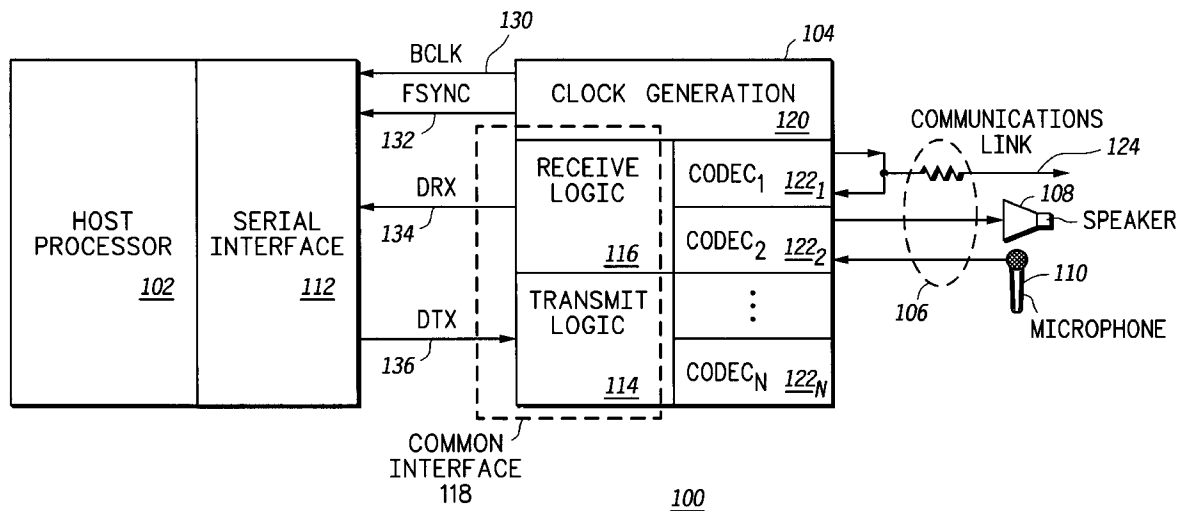 130
BCLK
104
FSYNC
132
CLOCK GENERATION
120
COMMUNICATIONS
LINK
124
HOST
PROCESSOR
102
SERIAL
INTERFACE
112
DRX
134
RECEIVE
LOGIC
116
CODEC1
1221
CODEC2
1222
108
SPEAKER
110
MICROPHONE
106
DTX
136
TRANSMIT
LOGIC
114
CODECN
122N
COMMON
INTERFACE
118
100